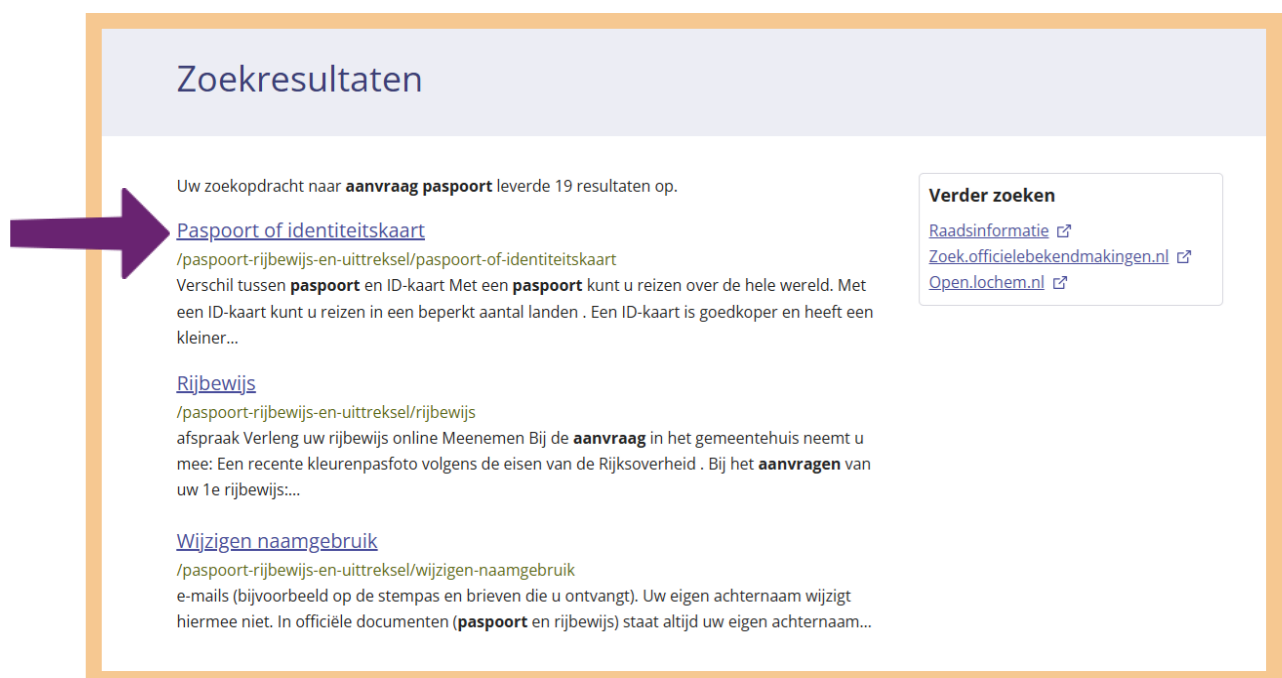 Zoekresultaten
Uw zoekopdracht naar aanvraag paspoort leverde 19 resultaten op.
Paspoort of identiteitskaart
/paspoort-rijbewijs-en-uittreksel/paspoort-of-identiteitskaart
Verschil tussen paspoort en ID-kaart Met een paspoort kunt u reizen over de hele wereld. Met
een ID-kaart kunt u reizen in een beperkt aantal landen . Een ID-kaart is goedkoper en heeft een
kleiner...
Rijbewijs
/paspoort-rijbewijs-en-uittreksel/rijbewijs
afspraak Verleng uw rijbewijs online Meenemen Bij de aanvraag in het gemeentehuis neemt u
mee: Een recente kleurenpasfoto volgens de eisen van de Rijksoverheid . Bij het aanvragen van
uw 1e rijbewijs:...
Wijzigen naamgebruik
/paspoort-rijbewijs-en-uittreksel/wijzigen-naamgebruik
e-mails (bijvoorbeeld op de stempas en brieven die u ontvangt). Uw eigen achternaam wijzigt
hiermee niet. In officiële documenten (paspoort en rijbewijs) staat altijd uw eigen achternaam...
Verder zoeken
Raadsinformatie
Zoek.officielebekendmakingen.nl
Open.lochem.nl